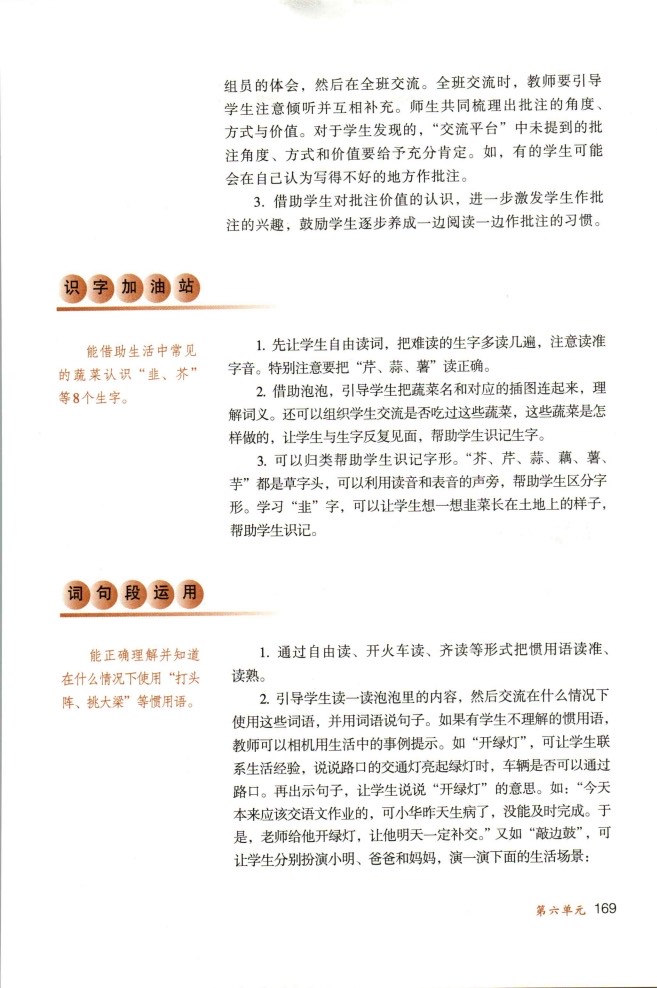 组员的体会，然后在全班交流。全班交流时，教师要引导
学生注意倾听并互相补充。师生共同梳理出批注的角度、
方式与价值。对于学生发现的，“交流平台”中未提到的批
注角度、方式和价值要给予充分肯定。如，有的学生可能
会在自己认为写得不好的地方作批注。
3. 借助学生对批注价值的认识，进一步激发学生作批
注的兴趣，鼓励学生逐步养成一边阅读一边作批注的习惯。
识字加油站
能借助生活中常见
的蔬菜认识“韭、芥”
等8个生字。
1. 先让学生自由读词，把难读的生字多读几遍，注意读准
字音。特别注意要把“芹、蒜、薯”读正确。
2. 借助泡泡，引导学生把蔬菜名和对应的插图连起来，理
解词义。还可以组织学生交流是否吃过这些蔬菜，这些蔬菜是怎
样做的，让学生与生字反复见面，帮助学生识记生字。
3. 可以归类帮助学生识记字形。“芥、芹、蒜、藕、薯、
芋”都是草字头，可以利用读音和表音的声旁，帮助学生区分字
形。学习“韭”字，可以让学生想一想韭菜长在土地上的样子，
帮助学生识记。
词句段运用
能正确理解并知道
在什么情况下使用“打头
阵、挑大梁”等惯用语。
1. 通过自由读、开火车读、齐读等形式把惯用语读准、
读熟。
2. 引导学生读一读泡泡里的内容，然后交流在什么情况下
使用这些词语，并用词语说句子。如果有学生不理解的惯用语，
教师可以相机用生活中的事例提示。如“开绿灯”，可让学生联
系生活经验，说说路口的交通灯亮起绿灯时，车辆是否可以通过
路口。再出示句子，让学生说说“开绿灯”的意思。如：“今天
本来应该交语文作业的，可小华昨天生病了，没能及时完成。于
是，老师给他开绿灯，让他明天一定补交。”又如“敲边鼓”，可
让学生分别扮演小明、爸爸和妈妈，演一演下面的生活场景：
第六单元 169